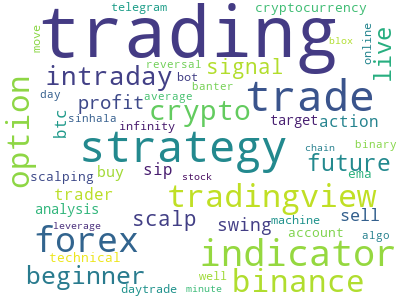 telegram
cryptocurrency
trading
move
blox
online
live
reversal
bot
signal
intraday
day
average
banter
option
profit
crypto
trade
btc
sinhala
infinity
target
action
strategy
chain
binary
scalping
buy
sip
stock
future
ema
trader
tradingview
analysis
leverage
scalp
swing
machine
sell
forex
account
algo
technical
indicator
beginner
daytrade
well
minute
binance